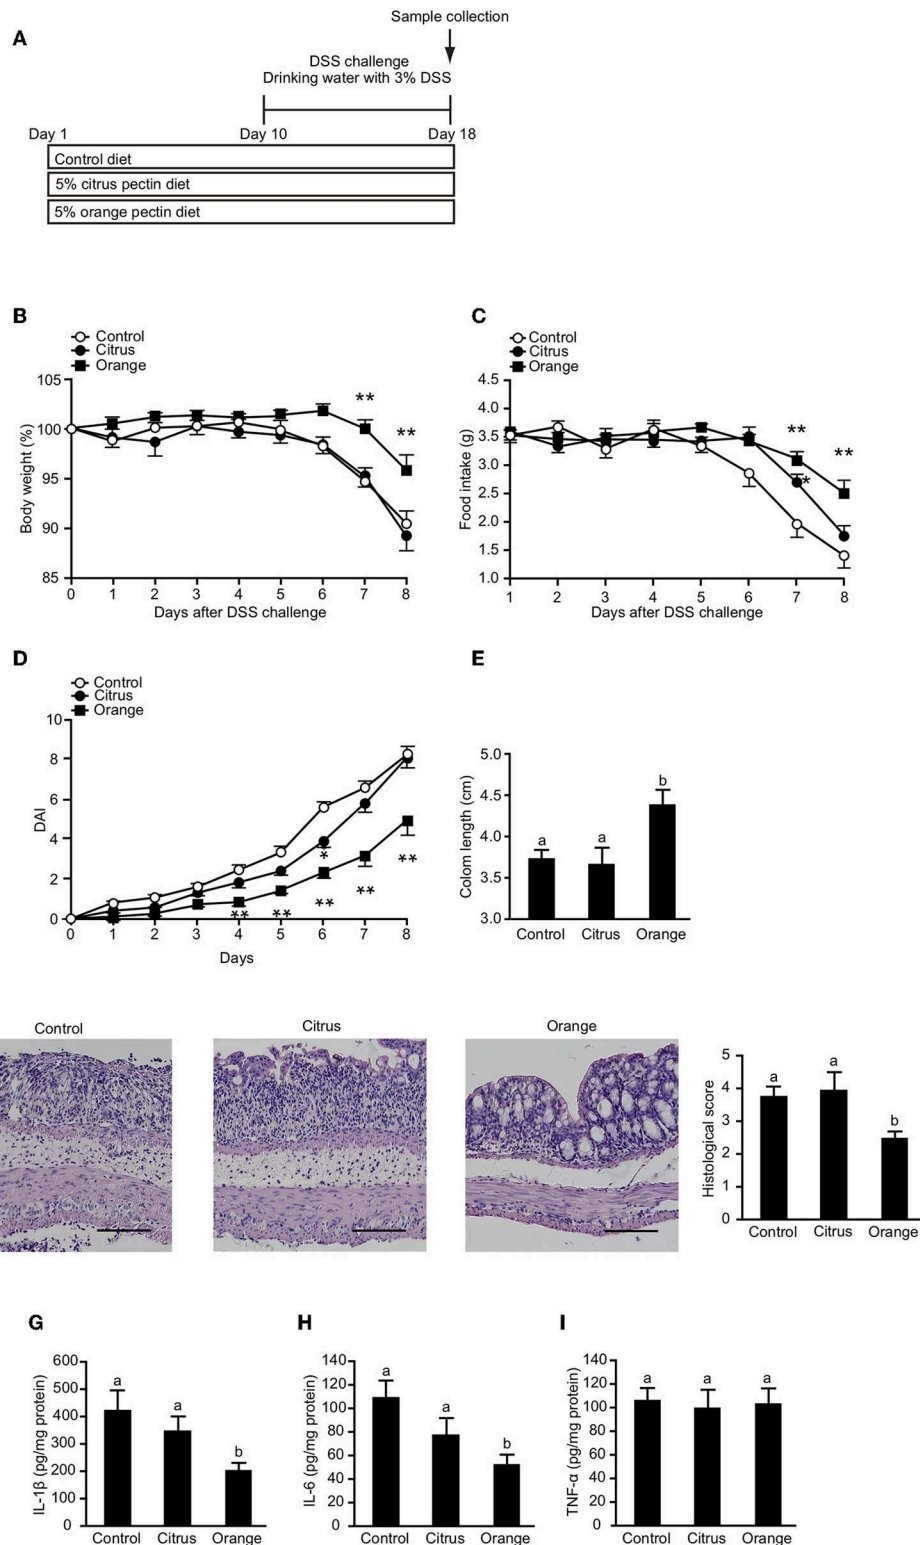 Sample collection
A
DSS challenge
Drinking water with 3% DSS
Day 1 Day 10 Day 18
Control diet
5% citrus pectin diet
5% orange pectin diet
B
Control
Citrus
Orange
105
100
95
90
85
Body weight (%)
** **
0 1 2 3 4 5 6 7 8
Days after DSS challenge
C
Control
Citrus
Orange
4.5
4.0
3.5
3.0
2.5
2.0
1.5
1.0
Food intake (g)
** **
*
1 2 3 4 5 6 7 8
Days after DSS challenge
D
Control
Citrus
Orange
10
8
6
4
2
0
DAI
*
** ** ** ** **
0 1 2 3 4 5 6 7 8
Days
E
5.0
4.5
4.0
3.5
3.0
Colom length (cm)
a a b
Control Citrus Orange
Control
Citrus
Orange
5
4
3
2
1
0
Histological score
a a b
Control Citrus Orange
G
600
500
400
300
200
100
0
IL-1β (pg/mg protein)
a a b
Control Citrus Orange
H
140
120
100
80
60
40
20
0
IL-6 (pg/mg protein)
a a b
Control Citrus Orange
I
140
120
100
80
60
40
20
0
TNF-α (pg/mg protein)
a a a
Control Citrus Orange